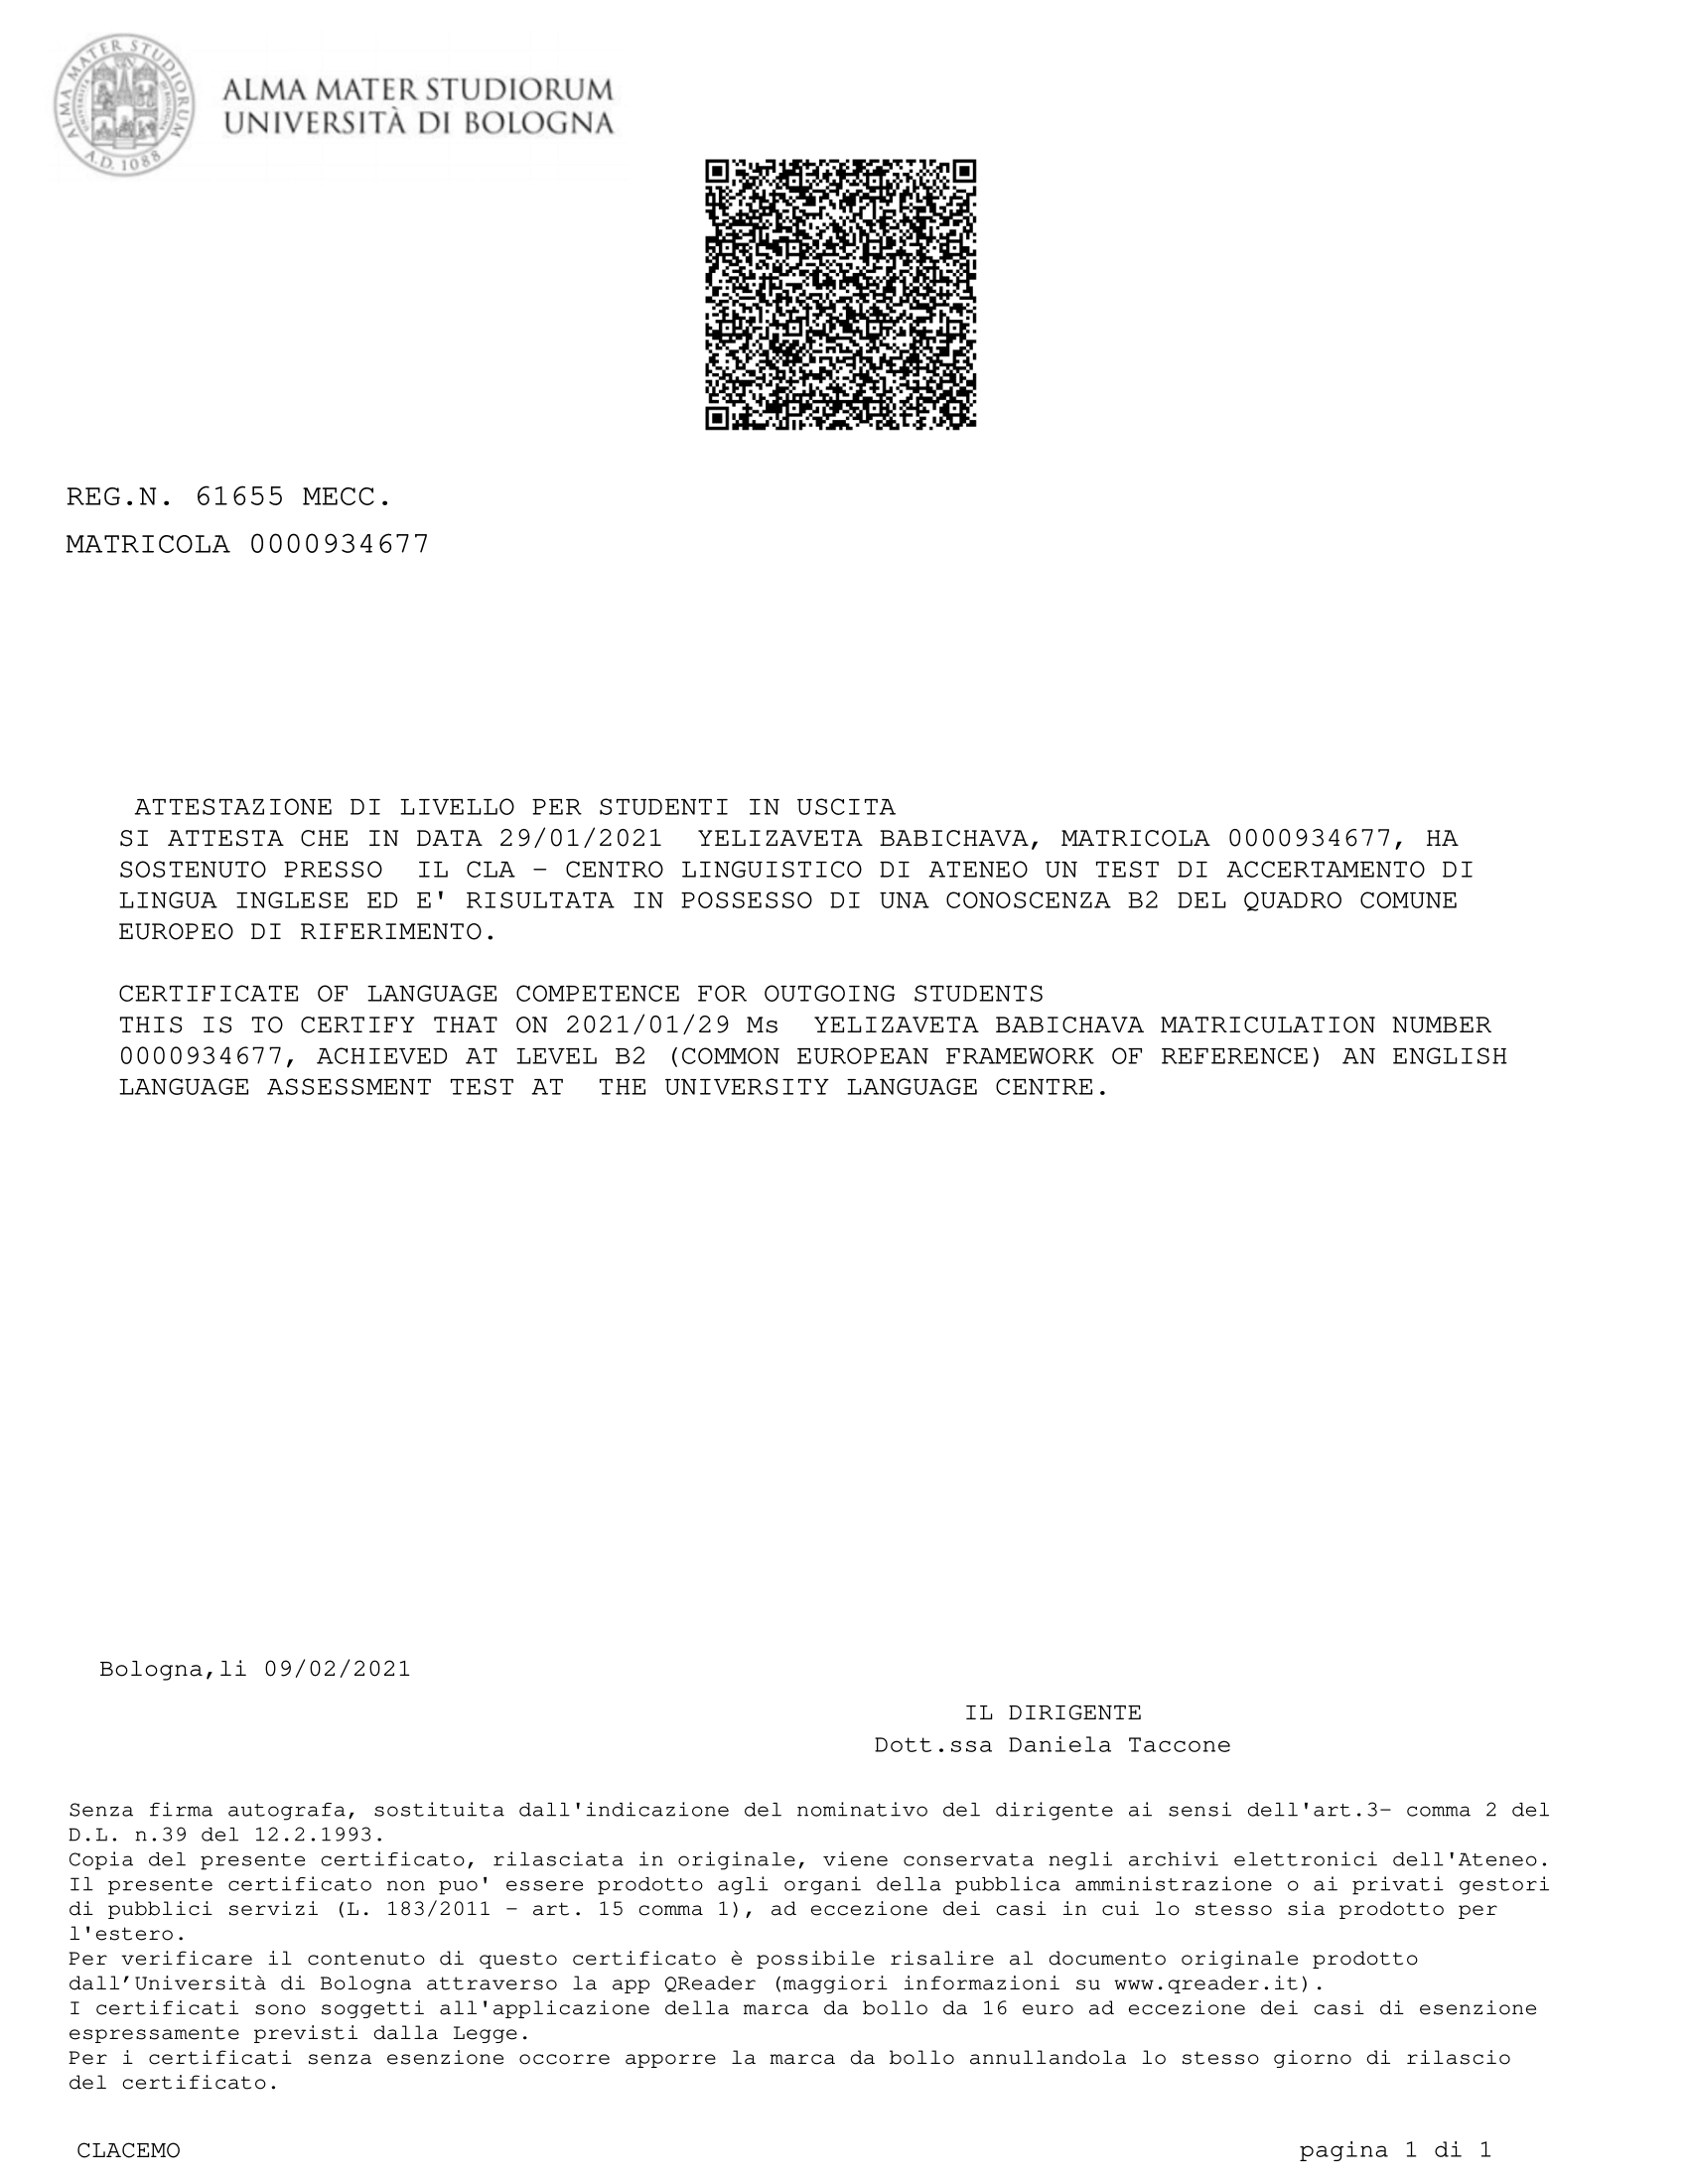 ALMA MATER STUDIORUM
A.D. 1088
ALMA MATER STUDIORUM
UNIVERSITÀ DI BOLOGNA
REG.N. 61655 MECC.
MATRICOLA 0000934677
ATTESTAZIONE DI LIVELLO PER STUDENTI IN USCITA
SI ATTESTA CHE IN DATA 29/01/2021  YELIZAVETA BABICHAVA, MATRICOLA 0000934677, HA
SOSTENUTO PRESSO  IL CLA - CENTRO LINGUISTICO DI ATENEO UN TEST DI ACCERTAMENTO DI
LINGUA INGLESE ED E' RISULTATA IN POSSESSO DI UNA CONOSCENZA B2 DEL QUADRO COMUNE
EUROPEO DI RIFERIMENTO.
CERTIFICATE OF LANGUAGE COMPETENCE FOR OUTGOING STUDENTS
THIS IS TO CERTIFY THAT ON 2021/01/29 Ms  YELIZAVETA BABICHAVA MATRICULATION NUMBER
0000934677, ACHIEVED AT LEVEL B2 (COMMON EUROPEAN FRAMEWORK OF REFERENCE) AN ENGLISH
LANGUAGE ASSESSMENT TEST AT  THE UNIVERSITY LANGUAGE CENTRE.
Bologna,li 09/02/2021
IL DIRIGENTE
Dott.ssa Daniela Taccone
Senza firma autografa, sostituita dall'indicazione del nominativo del dirigente ai sensi dell'art.3- comma 2 del
D.L. n.39 del 12.2.1993.
Copia del presente certificato, rilasciata in originale, viene conservata negli archivi elettronici dell'Ateneo.
Il presente certificato non puo' essere prodotto agli organi della pubblica amministrazione o ai privati gestori
di pubblici servizi (L. 183/2011 - art. 15 comma 1), ad eccezione dei casi in cui lo stesso sia prodotto per
l'estero.
Per verificare il contenuto di questo certificato è possibile risalire al documento originale prodotto
dall’Università di Bologna attraverso la app QReader (maggiori informazioni su www.qreader.it).
I certificati sono soggetti all'applicazione della marca da bollo da 16 euro ad eccezione dei casi di esenzione
espressamente previsti dalla Legge.
Per i certificati senza esenzione occorre apporre la marca da bollo annullandola lo stesso giorno di rilascio
del certificato.
CLACEMO
pagina 1 di 1